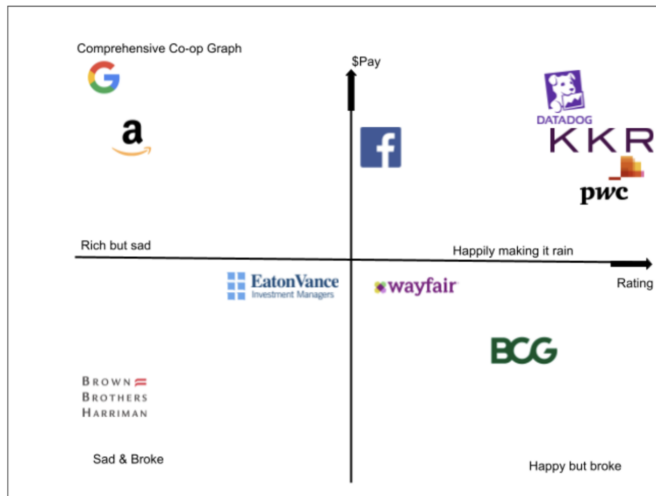 Comprehensive Co-op Graph
$Pay
G
DATADOG
a
f
KKR
pwc
Rich but sad
Happily making it rain
EatonVance
Investment Managers
wayfair
Rating
BCG
BROWN
BROTHERS
HARRIMAN
Sad & Broke
Happy but broke